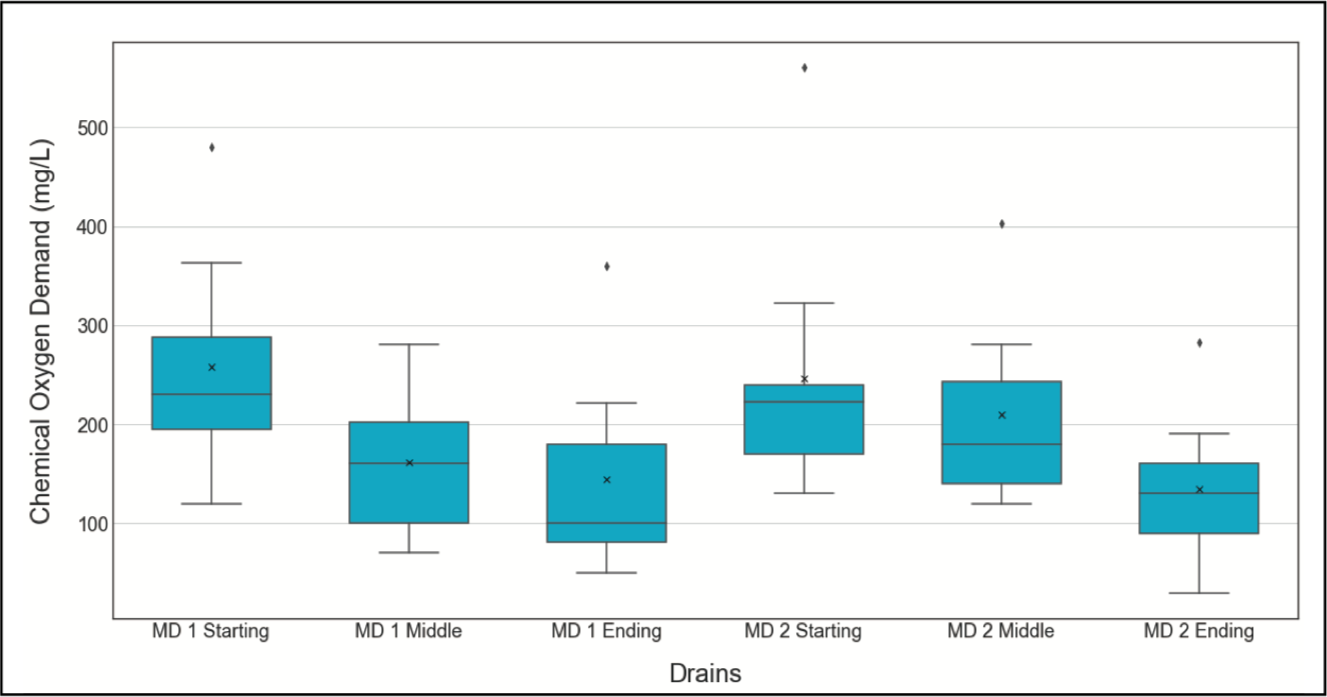 Chemical Oxygen Demand (mg/L)
500
400
300
200
100
MD 1 Starting
MD 1 Middle
MD 1 Ending
MD 2 Starting
MD 2 Middle
MD 2 Ending
Drains